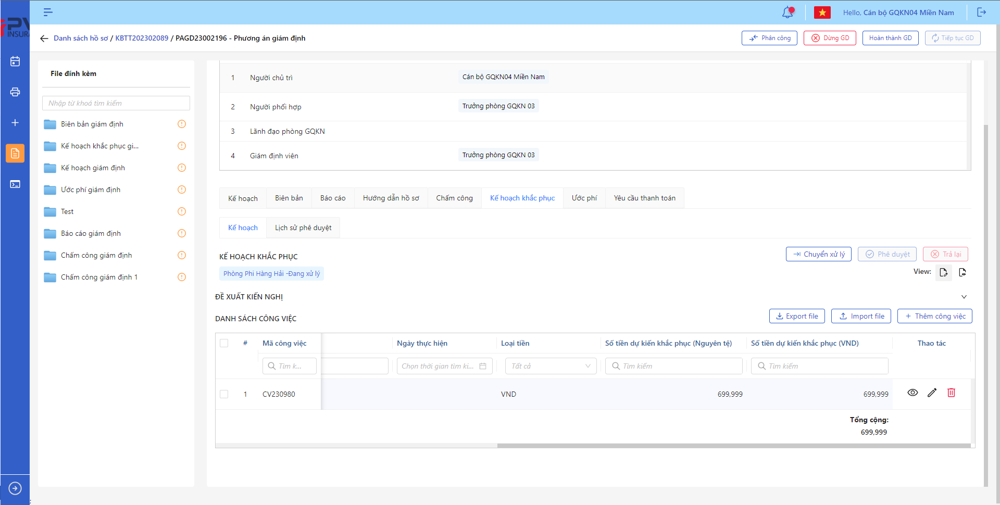 Hello, Cán bộ GQKN04 Miền Nam
INSURA
Danh sách hồ sơ / KBTT202302089 / PAGD23002196 - Phương án giám định
Phân công
Dừng GD
Hoàn thành GD
Tiếp tục GD
File đính kèm
Nhập từ khoá tìm kiếm
Biên bản giám định
Kế hoạch khắc phục gi...
Kế hoạch giám định
Ước phí giám định
Test
Báo cáo giám định
Chấm công giám định
Chấm công giám định 1
1 Người chủ trì Cán bộ GQKN04 Miền Nam
2 Người phối hợp Trưởng phòng GQKN 03
3 Lãnh đạo phòng GQKN
4 Giám định viên Trưởng phòng GQKN 03
Kế hoạch Biên bản Báo cáo Hướng dẫn hồ sơ Chấm công Kế hoạch khắc phục Ước phí Yêu cầu thanh toán
Kế hoạch Lịch sử phê duyệt
KẾ HOẠCH KHẮC PHỤC
Chuyển xử lý Phê duyệt Trả lại
Phòng Phi Hàng Hải -Đang xử lý
View:
ĐỀ XUẤT KIẾN NGHỊ
DANH SÁCH CÔNG VIỆC
Export file Import file + Thêm công việc
# Mã công việc Ngày thực hiện Loại tiền Số tiền dự kiến khắc phục (Nguyên tệ) Số tiền dự kiến khắc phục (VND) Thao tác
Tìm k... Chọn thời gian tìm ki... Tất cả Tìm kiếm Tìm kiếm
1 CV230980 VND 699,999 699,999
Tổng cộng:
699,999